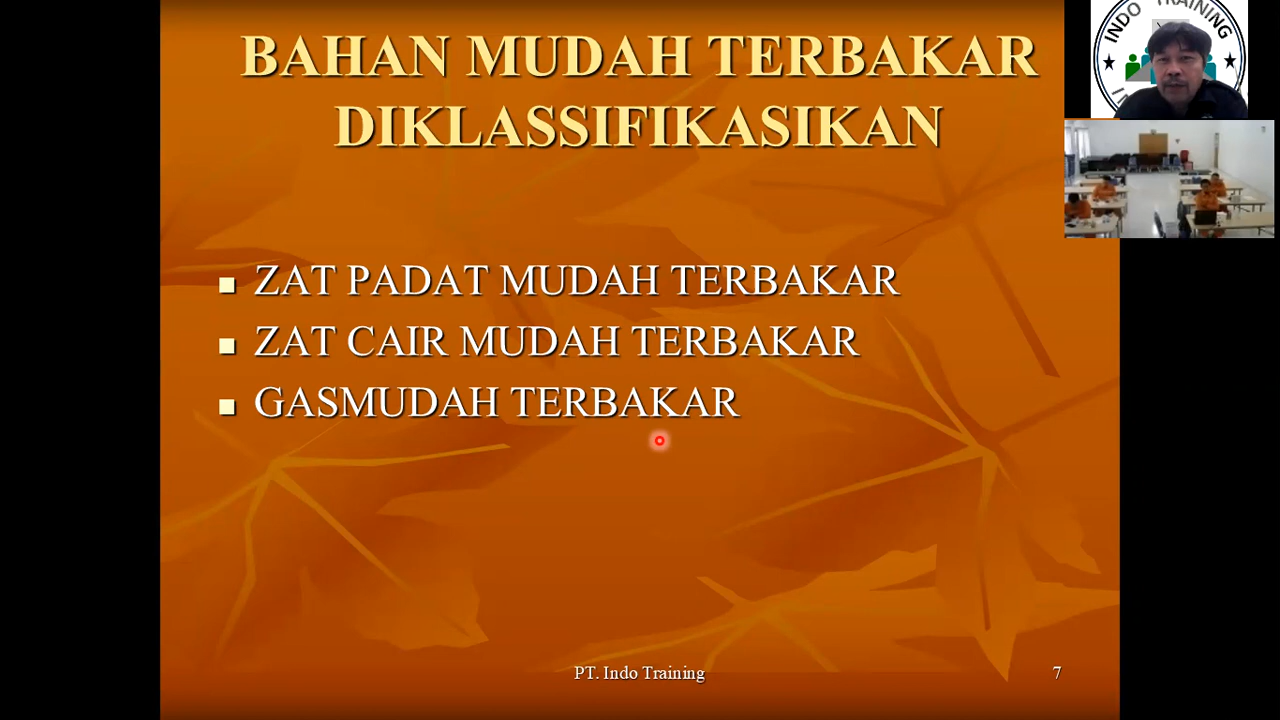 BAHAN MUDAH TERBAKAR
DIKLASSIFIKASIKAN
ZAT PADAT MUDAH TERBAKAR
ZAT CAIR MUDAH TERBAKAR
GASMUDAH TERBAKAR
PT. Indo Training
7
INDO TRAINING